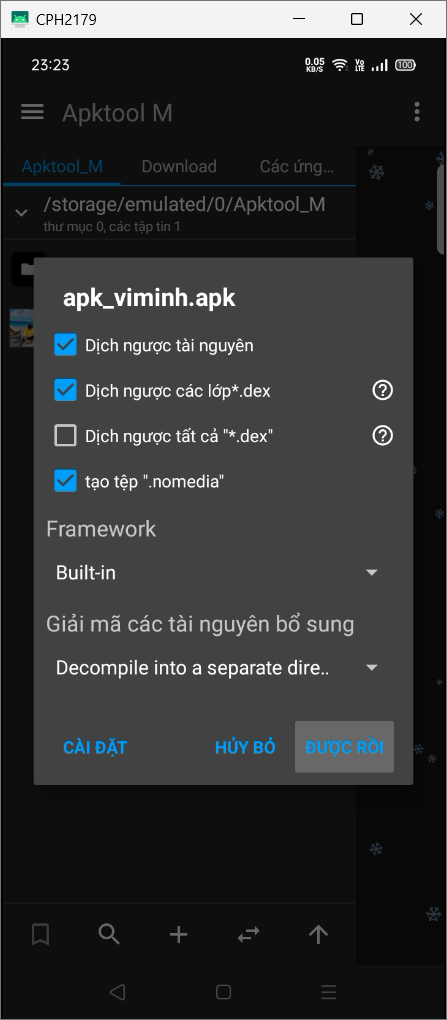 CPH2179
23:23
0.05
KB/S
Vo
LTE
100
Apktool M
Apktool_M
Download
Các ứng…
/storage/emulated/0/Apktool_M
thư mục 0, các tập tin 1
apk_viminh.apk
Dịch ngược tài nguyên
Dịch ngược các lớp*.dex
Dịch ngược tất cả "*.dex"
tạo tệp ".nomedia"
Framework
Built-in
Giải mã các tài nguyên bổ sung
Decompile into a separate dire..
CÀI ĐẶT
HỦY BỎ
ĐƯỢC RỒI